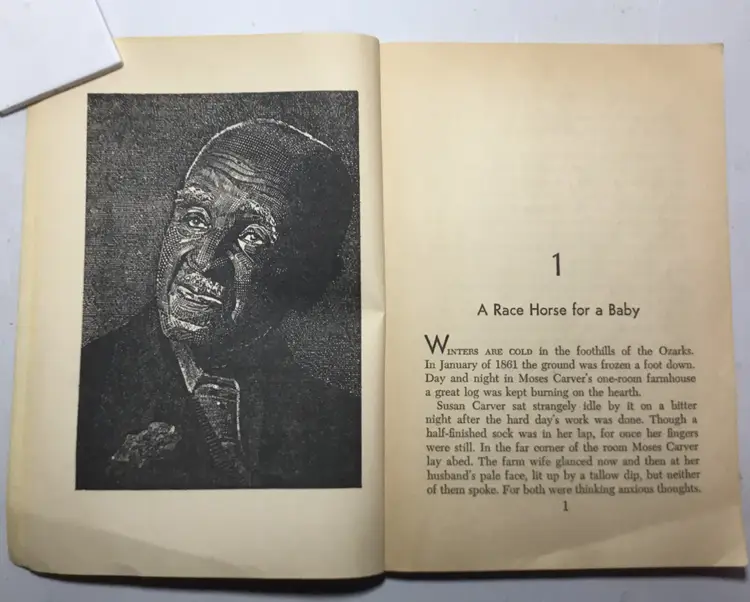 1
A Race Horse for a Baby
WINTERS ARE COLD in the foothills of the Ozarks.
In January of 1861 the ground was frozen a foot down.
Day and night in Moses Carver's one-room farmhouse
a great log was kept burning on the hearth.
Susan Carver sat strangely idle by it on a bitter
night after the hard day's work was done. Though a
half-finished sock was in her lap, for once her fingers
were still. In the far corner of the room Moses Carver
lay abed. The farm wife glanced now and then at her
husband's pale face, lit up by a tallow dip, but neither
of them spoke. For both were thinking anxious thoughts.
1